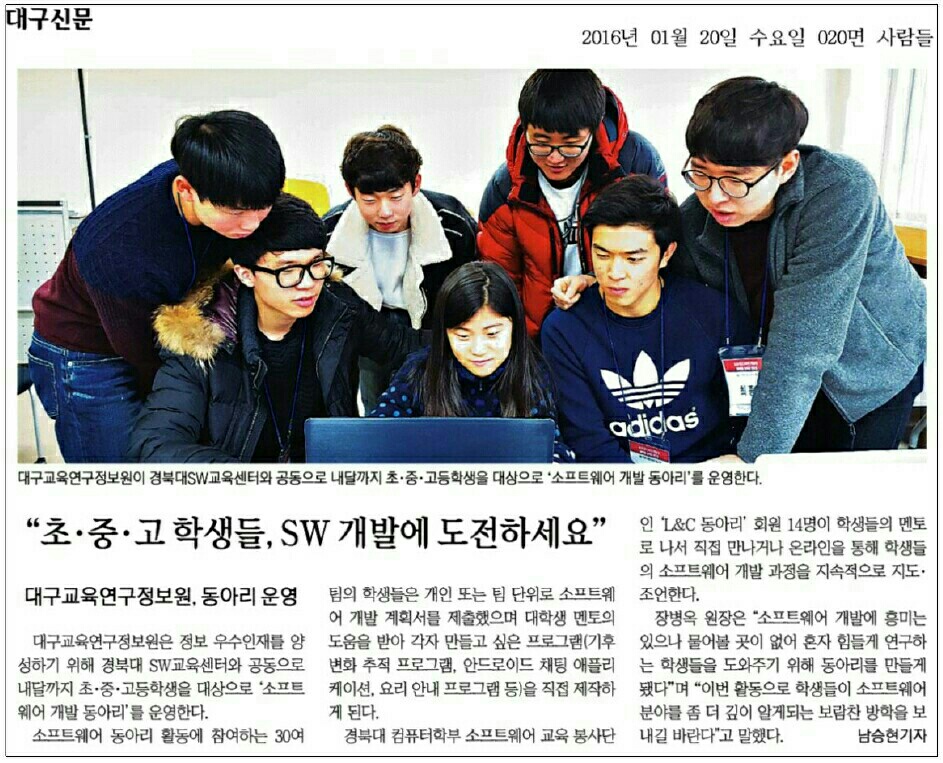 대구신문
2016년 01월 20일 수요일 020면 사람들
adidas
대구교육연구정보원이 경북대SW교육센터와 공동으로 내달까지 초·중·고등학생을 대상으로 ‘소프트웨어 개발 동아리’를 운영한다.
“초·중·고 학생들, SW 개발에 도전하세요”
대구교육연구정보원, 동아리 운영
대구교육연구정보원은 정보 우수인재를 양
성하기 위해 경북대 SW교육센터와 공동으로
내달까지 초·중·고등학생을 대상으로 ‘소프트
웨어 개발 동아리’를 운영한다.
소프트웨어 동아리 활동에 참여하는 30여
팀의 학생들은 개인 또는 팀 단위로 소프트웨
어 개발 계획서를 제출했으며 대학생 멘토의
도움을 받아 각자 만들고 싶은 프로그램(기후
변화 추적 프로그램, 안드로이드 채팅 애플리
케이션, 요리 안내 프로그램 등)을 직접 제작하
게 된다.
경북대 컴퓨터학부 소프트웨어 교육 봉사단
인 ‘L&C 동아리’ 회원 14명이 학생들의 멘토
로 나서 직접 만나거나 온라인을 통해 학생들
의 소프트웨어 개발 과정을 지속적으로 지도·
조언한다.
장병옥 원장은 “소프트웨어 개발에 흥미는
있으나 물어볼 곳이 없어 혼자 힘들게 연구하
는 학생들을 도와주기 위해 동아리를 만들게
됐다”며 “이번 활동으로 학생들이 소프트웨어
분야를 좀 더 깊이 알게되는 보람찬 방학을 보
내길 바란다”고 말했다. 남승현기자